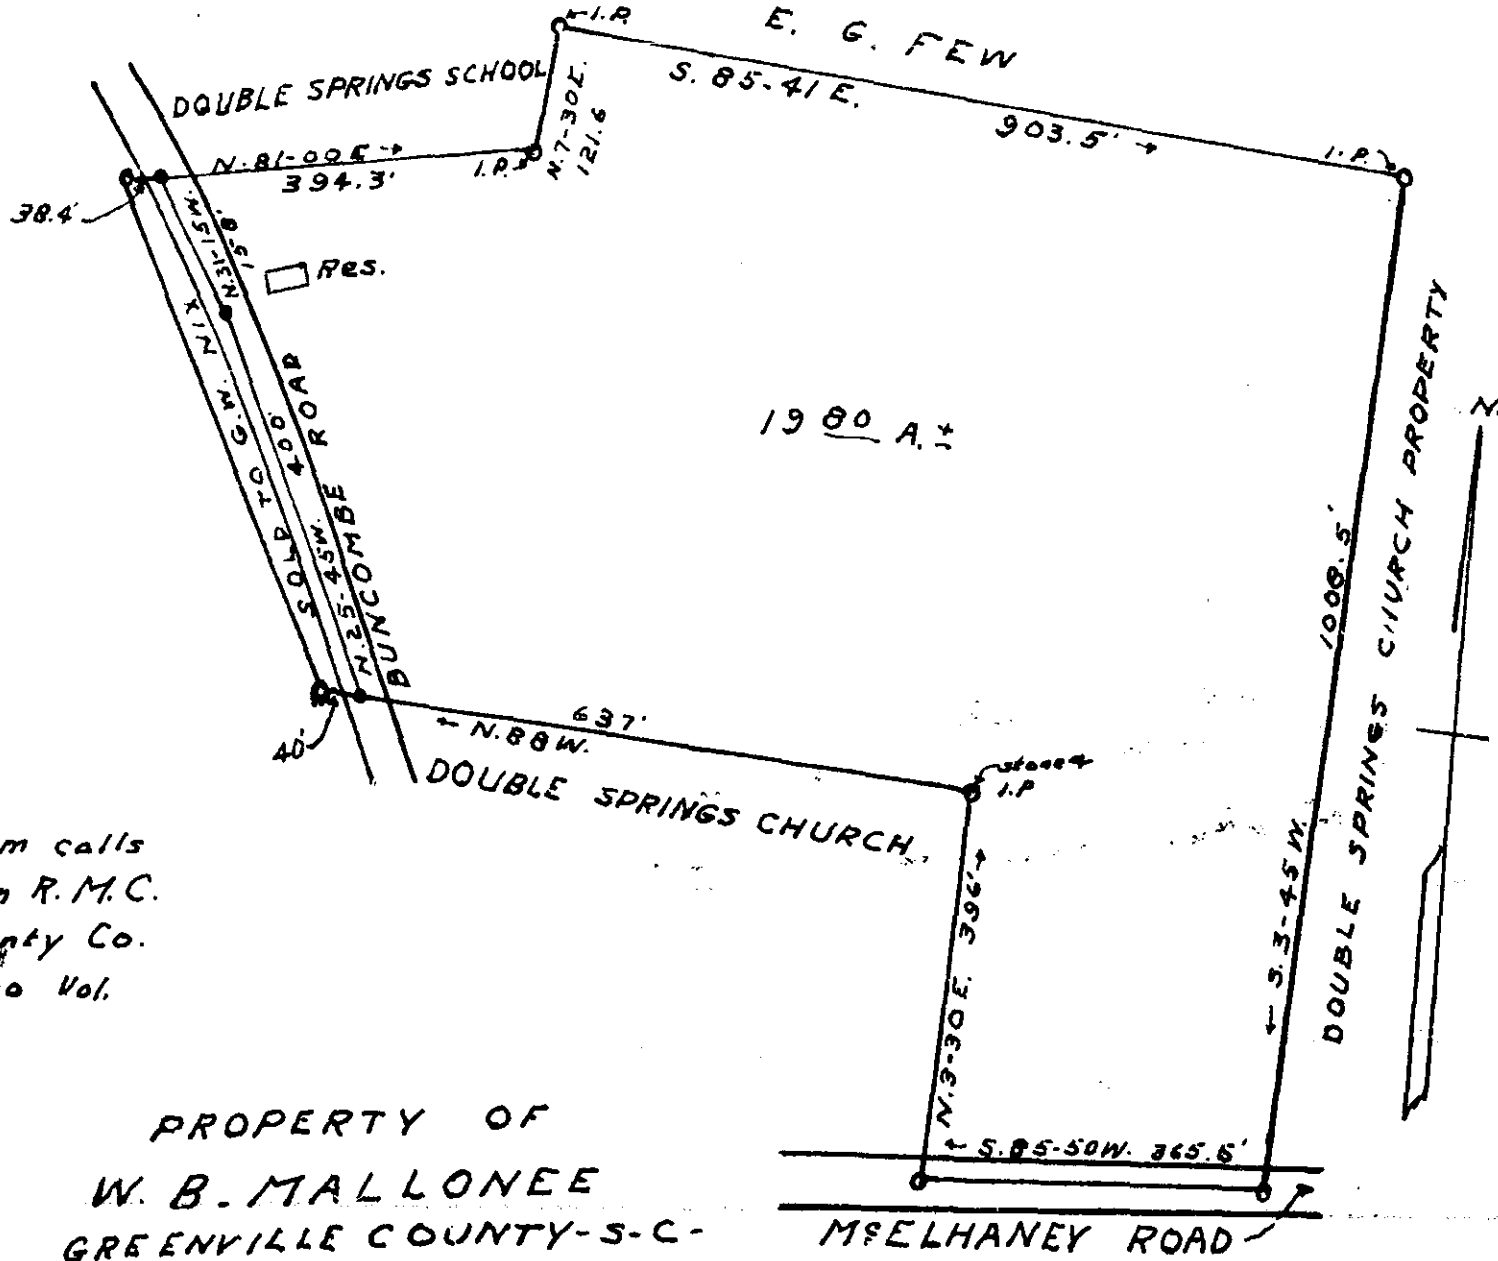 I.P.
E. G. FEW
S. 85-41 E.
903.5'
I.P.
DOUBLE SPRINGS SCHOOL
N. 7-30 E.
121.6
N. 81-00 E
394.3'
I.P.
38.4'
N. 31-15 W.
Res.
SOLD TO G.W. NIX
400'
N. 25-45 W.
BUNCOMBE ROAD
19 80 A. ±
N.
1008.5'
S. 3-45 W.
DOUBLE SPRINGS CHURCH PROPERTY
40'
637'
N. 88 W.
DOUBLE SPRINGS CHURCH
stone &
I.P
N. 3-30 E. 396'
S. 85-50 W. 365.5'
McELHANEY ROAD
m calls
R.M.C.
nty Co.
o Vol.
PROPERTY OF
W. B. MALLONEE
GREENVILLE COUNTY-S-C-